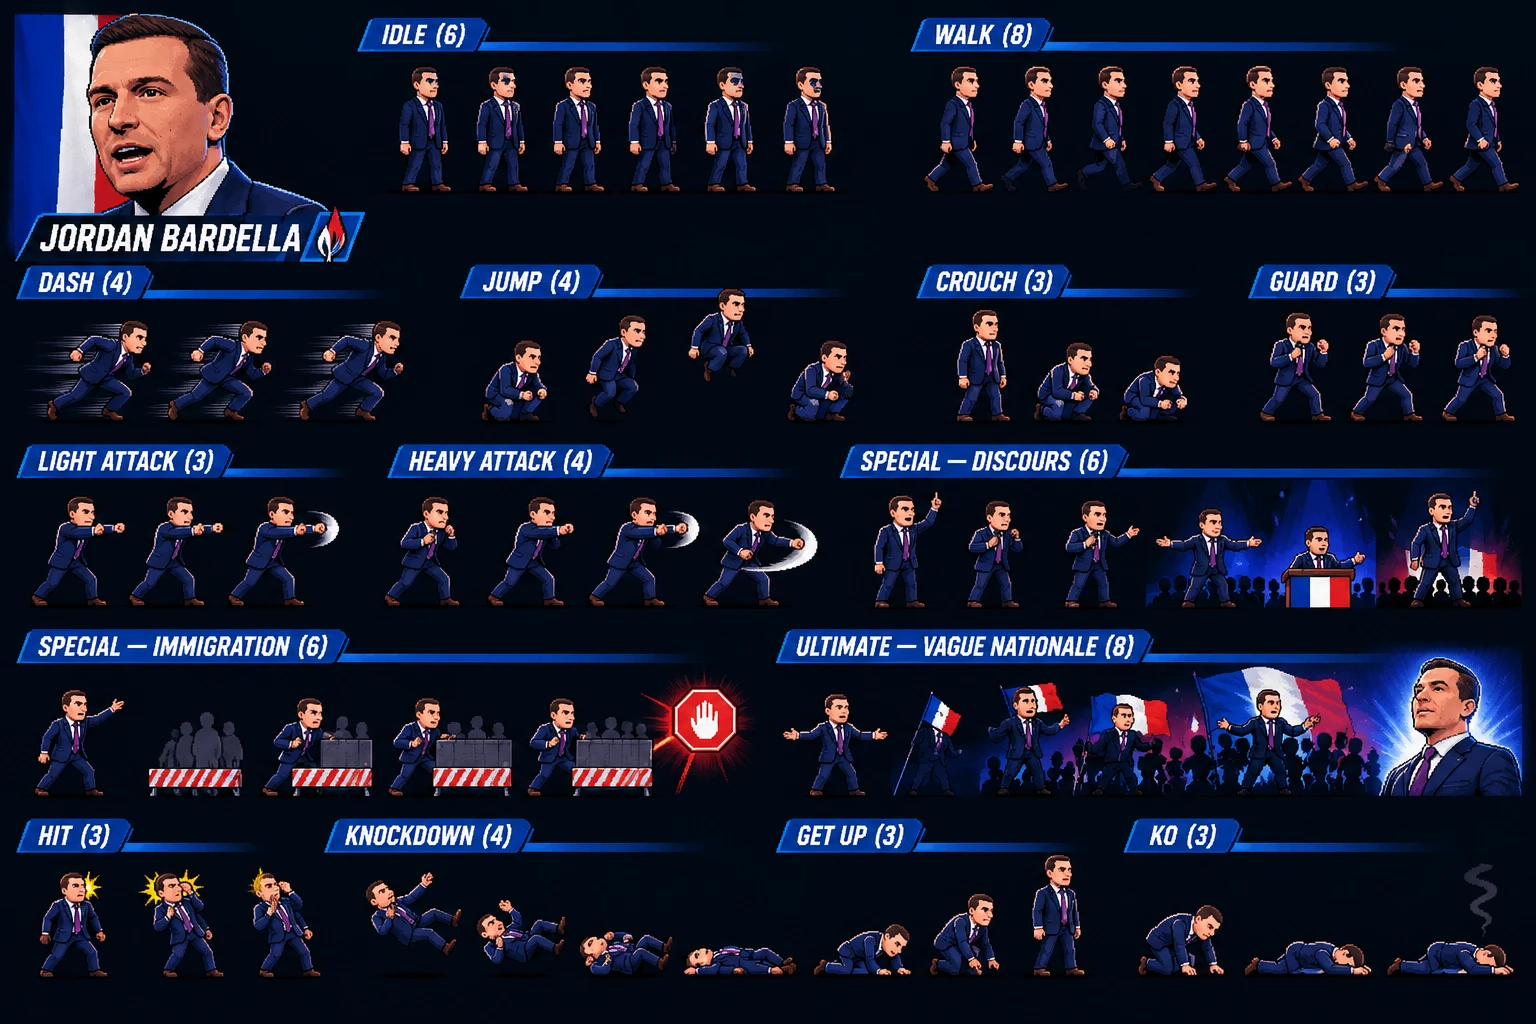 IDLE (6)
WALK (8)
JORDAN BARDELLA
DASH (4)
JUMP (4)
CROUCH (3)
GUARD (3)
LIGHT ATTACK (3)
HEAVY ATTACK (4)
SPECIAL — DISCOURS (6)
SPECIAL — IMMIGRATION (6)
ULTIMATE — VAGUE NATIONALE (8)
HIT (3)
KNOCKDOWN (4)
GET UP (3)
KO (3)